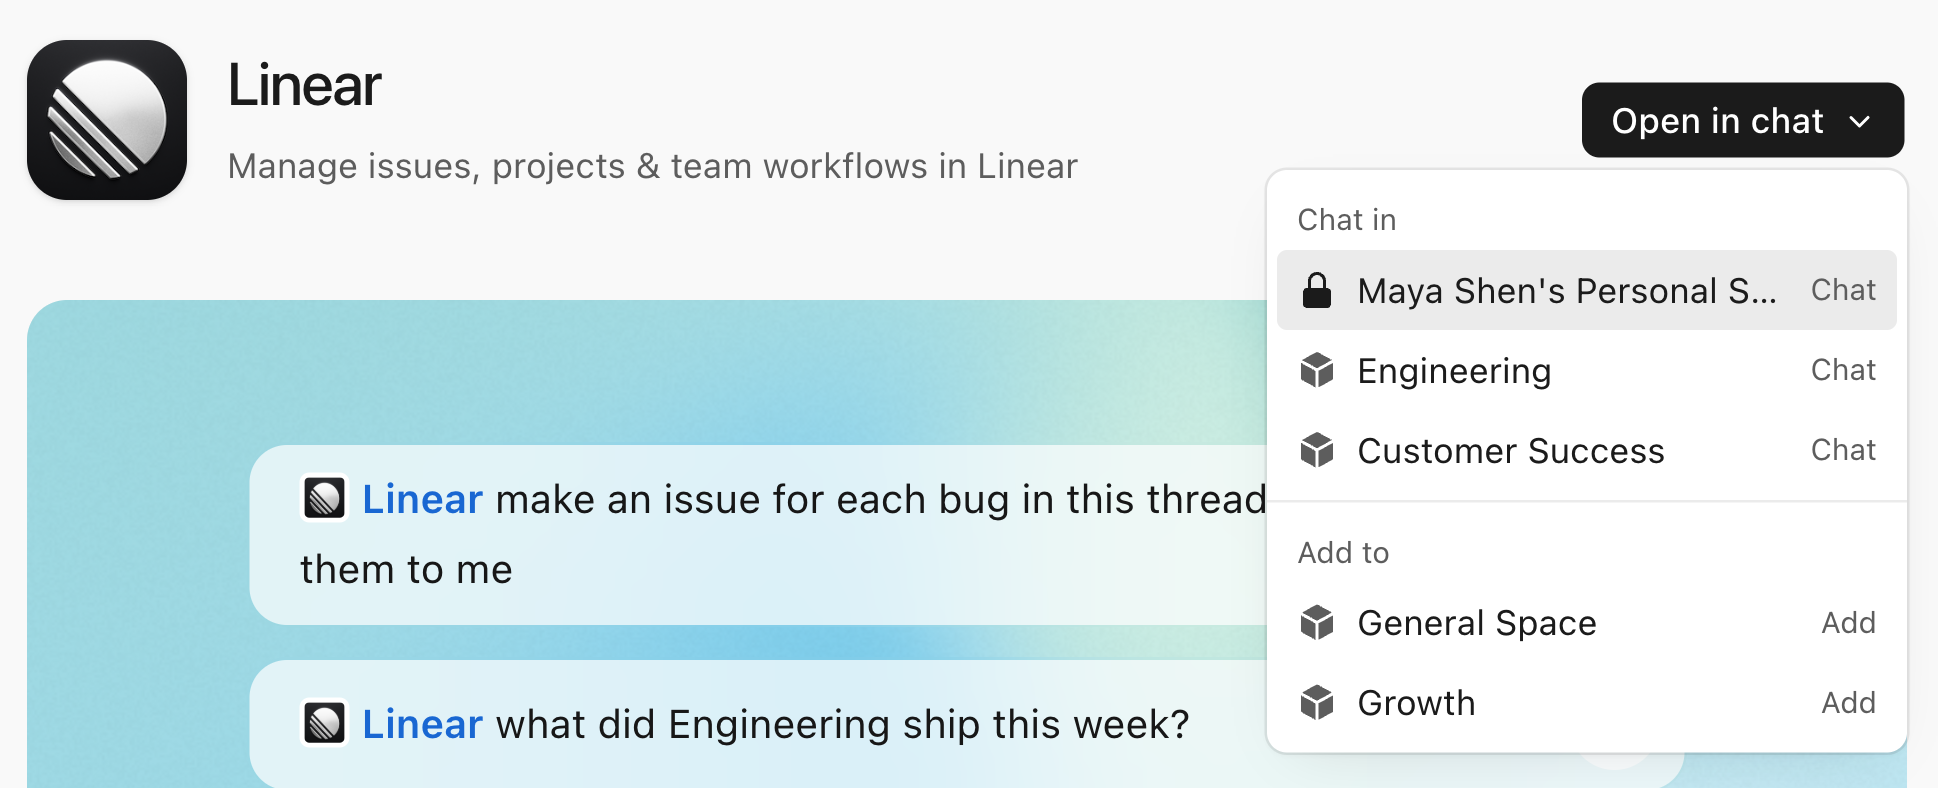 Linear
Manage issues, projects & team workflows in Linear
Open in chat
Chat in
Maya Shen's Personal S... Chat
Engineering Chat
Customer Success Chat
Add to
General Space Add
Growth Add
Linear make an issue for each bug in this thread
them to me
Linear what did Engineering ship this week?